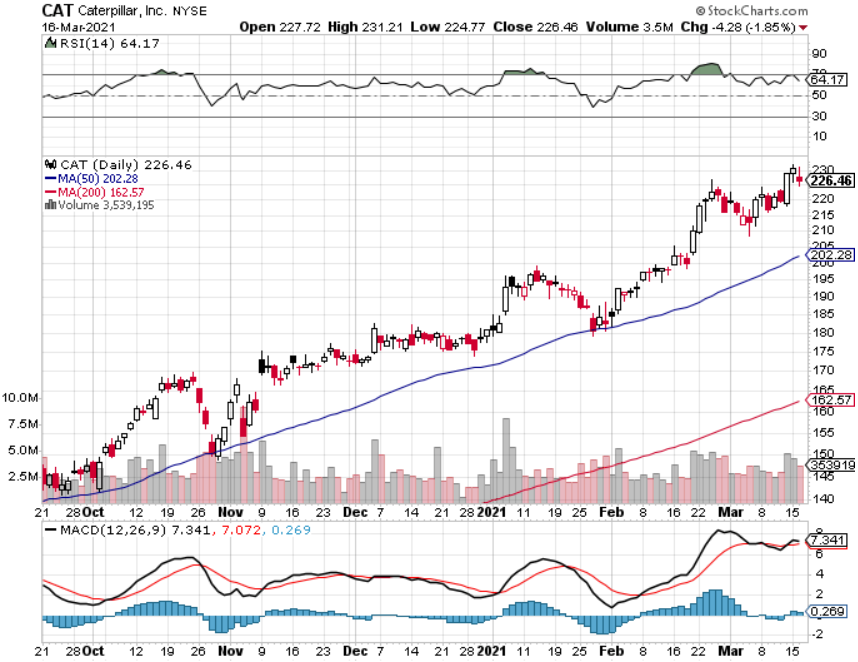 CAT Caterpillar, Inc. NYSE
© StockCharts.com
16-Mar-2021
Open 227.72 High 231.21 Low 224.77 Close 226.46 Volume 3.5M Chg -4.28 (-1.85%)
RSI(14) 64.17
90
70
64.17
50
30
10
CAT (Daily) 226.46
MA(50) 202.28
MA(200) 162.57
Volume 3,539,195
230
226.46
220
215
210
205
202.28
200
195
190
185
180
175
170
165
162.57
160
155
150
3539195
145
140
10.0M
7.5M
5.0M
2.5M
21 28 Oct 12 19 26 Nov 9 16 23 Dec 7 14 21 28 2021 11 19 25 Feb 8 16 22 Mar 8 15
MACD(12,26,9) 7.341, 7.072, 0.269
8
7.341
6
4
2
0.269
-2
21 28 Oct 12 19 26 Nov 9 16 23 Dec 7 14 21 28 2021 11 19 25 Feb 8 16 22 Mar 8 15